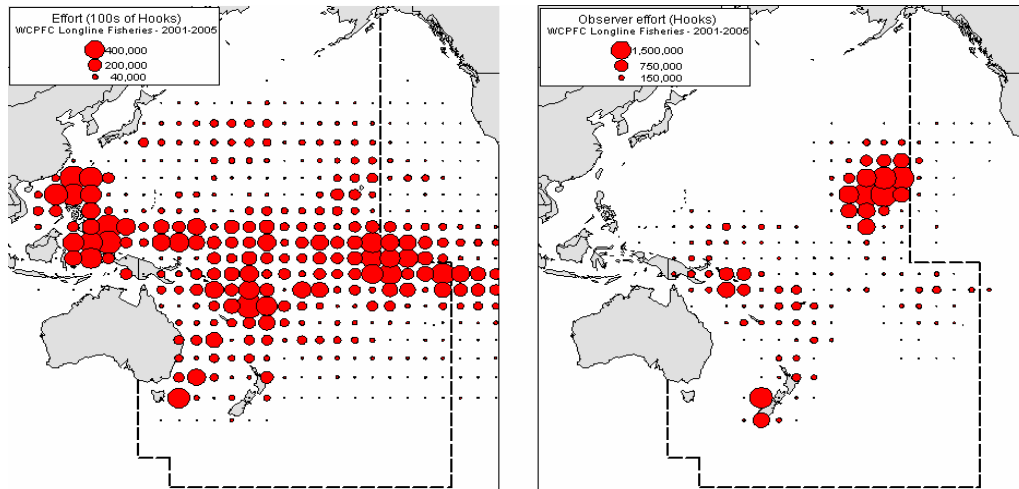 Effort (100s of Hooks)
WCPFC Longline Fisheries - 2001-2005
400,000
200,000
40,000
Observer effort (Hooks)
WCPFC Longline Fisheries - 2001-2005
1,500,000
750,000
150,000